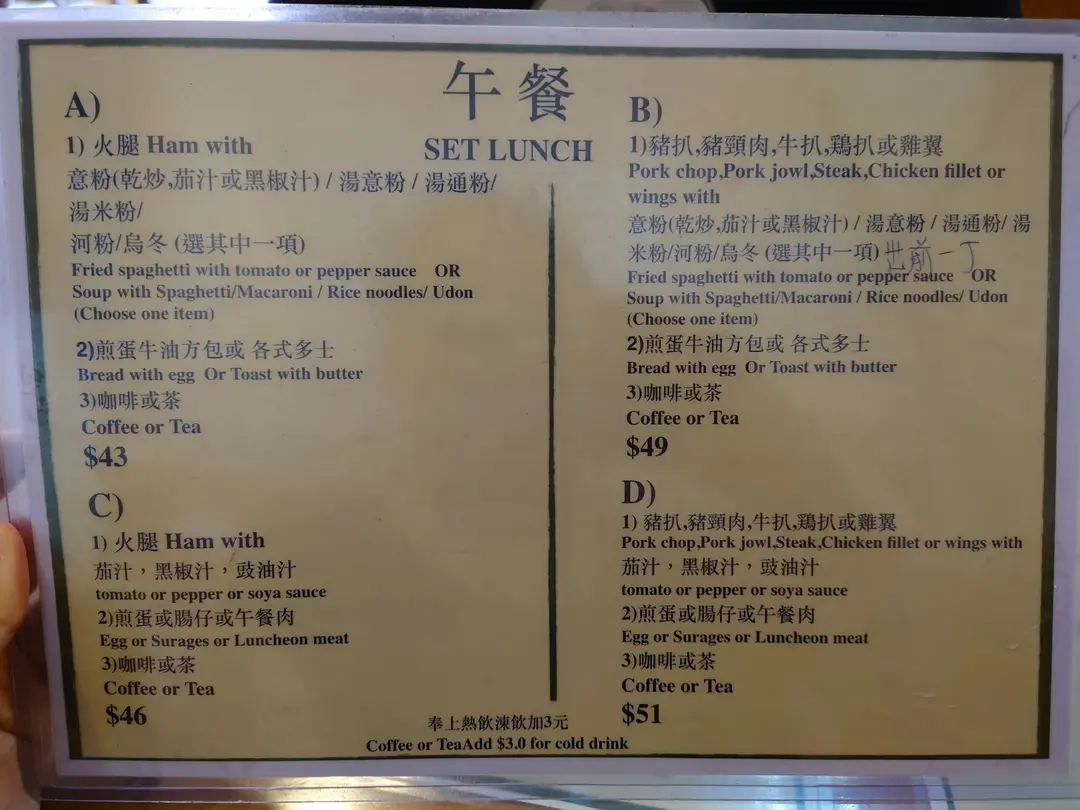 午餐
SET LUNCH
A)
1) 火腿 Ham with
意粉(乾炒,茄汁或黑椒汁) / 湯意粉 / 湯通粉/
湯米粉/
河粉/烏冬 (選其中一項)
Fried spaghetti with tomato or pepper sauce OR
Soup with Spaghetti/Macaroni / Rice noodles/ Udon
(Choose one item)
2)煎蛋牛油方包或 各式多士
Bread with egg Or Toast with butter
3)咖啡或茶
Coffee or Tea
$43
B)
1)豬扒,豬頸肉,牛扒,鶏扒或雞翼
Pork chop,Pork jowl,Steak,Chicken fillet or
wings with
意粉(乾炒,茄汁或黑椒汁) / 湯意粉 / 湯通粉/ 湯
米粉/河粉/烏冬 (選其中一項) 出前一丁
Fried spaghetti with tomato or pepper sauce OR
Soup with Spaghetti/Macaroni / Rice noodles/ Udon
(Choose one item)
2)煎蛋牛油方包或 各式多士
Bread with egg Or Toast with butter
3)咖啡或茶
Coffee or Tea
$49
C)
1) 火腿 Ham with
茄汁，黑椒汁，豉油汁
tomato or pepper or soya sauce
2)煎蛋或腸仔或午餐肉
Egg or Surages or Luncheon meat
3)咖啡或茶
Coffee or Tea
$46
D)
1) 豬扒,豬頸肉,牛扒,鶏扒或雞翼
Pork chop,Pork jowl,Steak,Chicken fillet or wings with
茄汁，黑椒汁，豉油汁
tomato or pepper or soya sauce
2)煎蛋或腸仔或午餐肉
Egg or Surages or Luncheon meat
3)咖啡或茶
Coffee or Tea
$51
奉上熱飲涷飲加3元
Coffee or TeaAdd $3.0 for cold drink